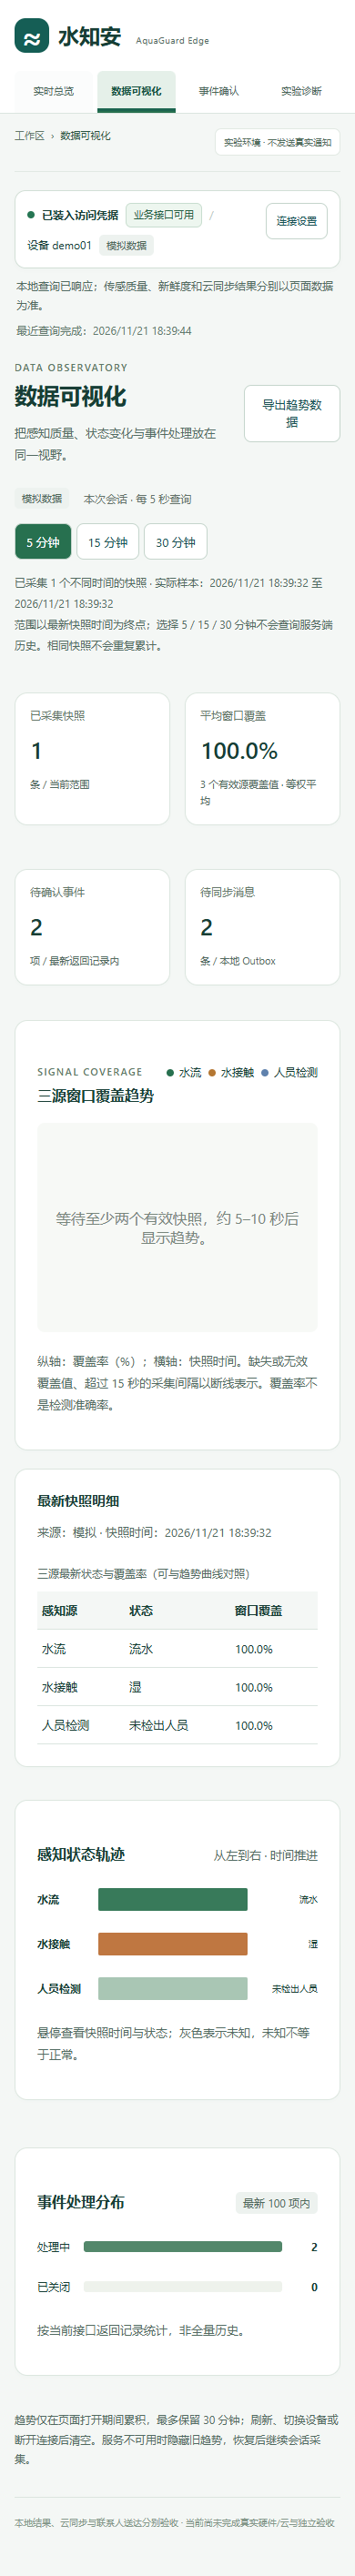 水知安 AquaGuard Edge
实时总览 数据可视化 事件确认 实验诊断
工作区 › 数据可视化 实验环境 · 不发送真实通知
已装入访问凭据 业务接口可用 / 连接设置
设备 demo01 模拟数据
本地查询已响应；传感质量、新鲜度和云同步结果分别以页面数据
为准。
最近查询完成：2026/11/21 18:39:44
DATA OBSERVATORY
数据可视化
导出趋势数
据
把感知质量、状态变化与事件处理放在
同一视野。
模拟数据 本次会话 · 每 5 秒查询
5 分钟 15 分钟 30 分钟
已采集 1 个不同时间的快照 · 实际样本：2026/11/21 18:39:32 至
2026/11/21 18:39:32
范围以最新快照时间为终点；选择 5 / 15 / 30 分钟不会查询服务端
历史。相同快照不会重复累计。
已采集快照
1
条 / 当前范围
平均窗口覆盖
100.0%
3 个有效源覆盖值 · 等权平
均
待确认事件
2
项 / 最新返回记录内
待同步消息
2
条 / 本地 Outbox
SIGNAL COVERAGE
三源窗口覆盖趋势
水流 水接触 人员检测
等待至少两个有效快照，约 5–10 秒后
显示趋势。
纵轴：覆盖率（%）；横轴：快照时间。缺失或无效
覆盖值、超过 15 秒的采集间隔以断线表示。覆盖率不
是检测准确率。
最新快照明细
来源：模拟 · 快照时间：2026/11/21 18:39:32
三源最新状态与覆盖率（可与趋势曲线对照）
感知源 状态 窗口覆盖
水流 流水 100.0%
水接触 湿 100.0%
人员检测 未检出人员 100.0%
感知状态轨迹 从左到右 · 时间推进
水流 流水
水接触 湿
人员检测 未检出人员
悬停查看快照时间与状态；灰色表示未知，未知不等
于正常。
事件处理分布 最新 100 项内
处理中 2
已关闭 0
按当前接口返回记录统计，非全量历史。
趋势仅在页面打开期间累积，最多保留 30 分钟；刷新、切换设备或
断开连接后清空。服务不可用时隐藏旧趋势，恢复后继续会话采
集。
本地结果、云同步与联系人送达分别验收 · 当前尚未完成真实硬件/云与独立验收